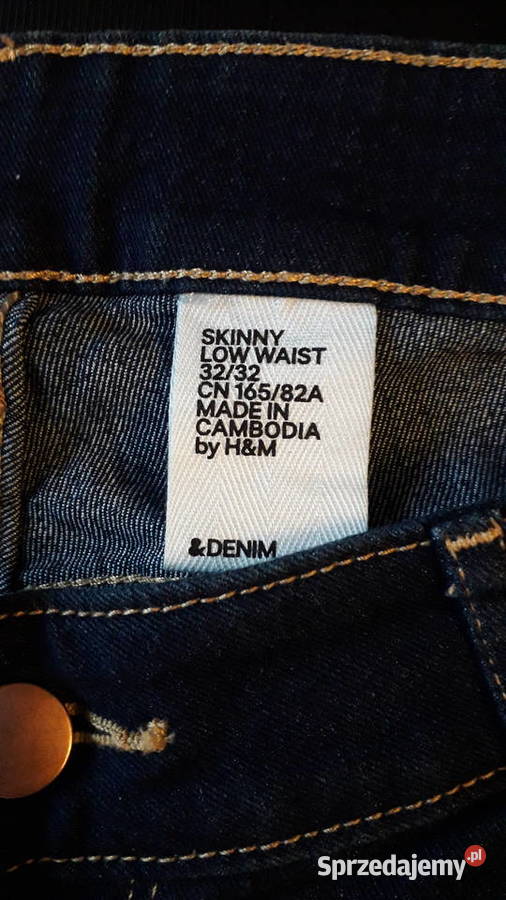 SKINNY
LOW WAIST
32/32
CN 165/82A
MADE IN
CAMBODIA
by H&M
&DENIM
Sprzedajemy.pl